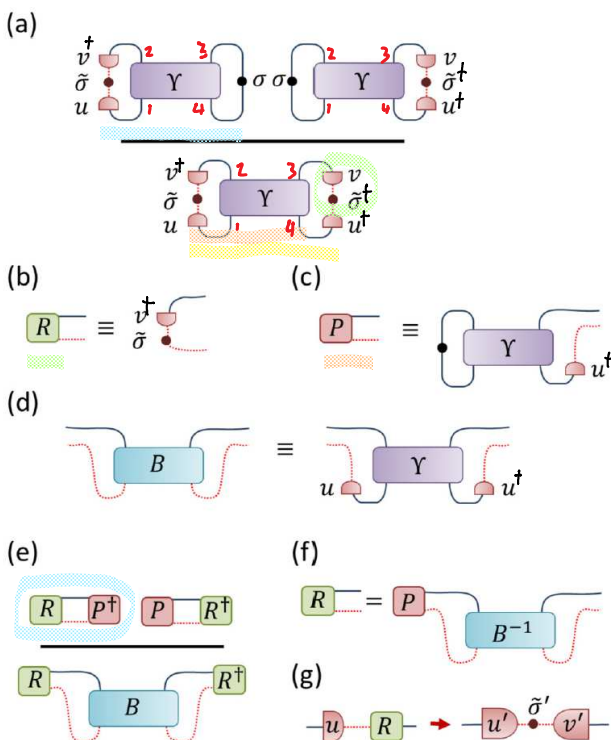 (a)
v† 2 3 2 3 v
σ̃ Υ σ σ Υ σ̃†
u 1 4 1 4 u†
v† 2 3 v
σ̃ Υ σ̃†
u 1 4 u†
(b) (c)
R ≡ v† σ̃
P ≡ Υ u†
(d)
B ≡ u Υ u†
(e) (f)
R P† P R†
R = P B⁻¹
R B R†
(g)
u R → u′ σ̃′ v′